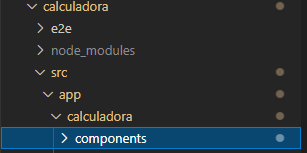 calculadora
e2e
node_modules
src
app
calculadora
components